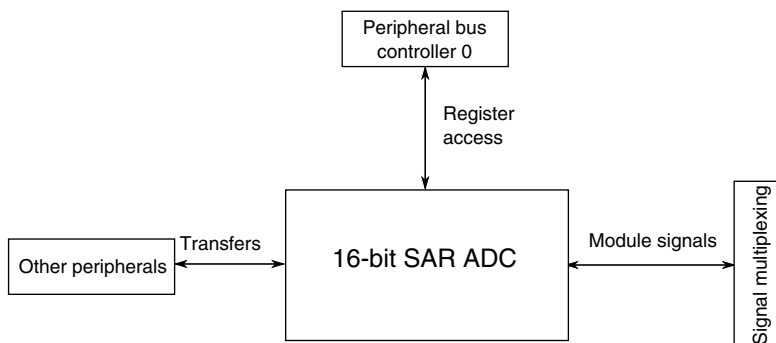 Peripheral bus
controller 0
Register
access
16-bit SAR ADC
Transfers
Other peripherals
Module signals
Signal multiplexing